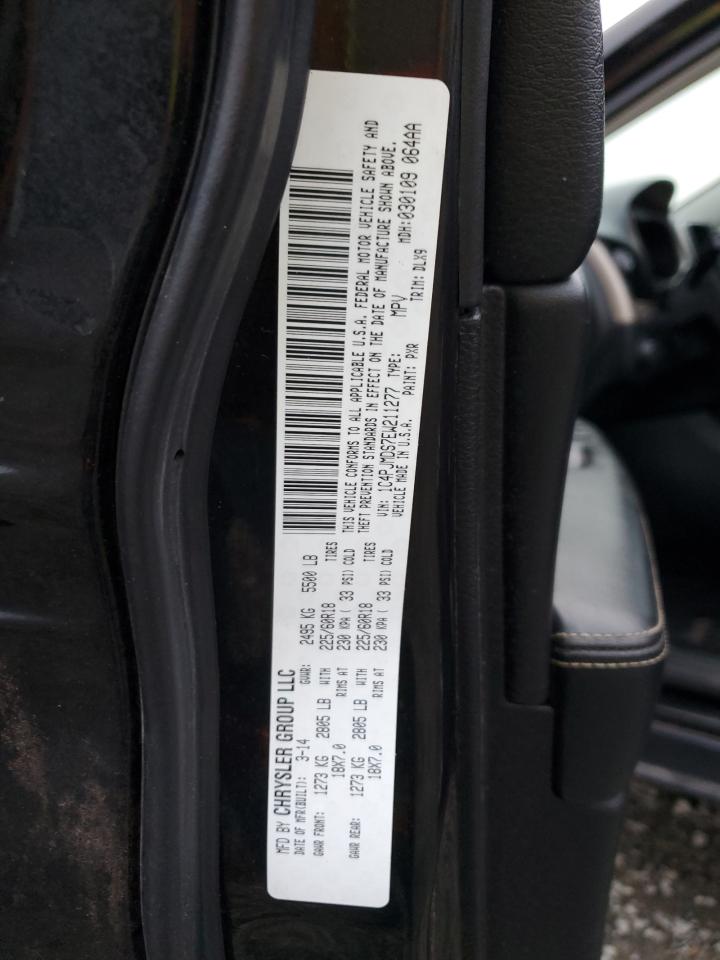 MFD BY CHRYSLER GROUP LLC
DATE OF MFR(BUILT): 3-14 GVWR: 2495 KG 5500 LB
GAWR FRONT: 1273 KG 2805 LB WITH 225/60R18 TIRES
18X7.0 RIMS AT 230 KPA ( 33 PSI) COLD
GAWR REAR: 1273 KG 2805 LB WITH 225/60R18 TIRES
18X7.0 RIMS AT 230 KPA ( 33 PSI) COLD
THIS VEHICLE CONFORMS TO ALL APPLICABLE U.S.A. FEDERAL MOTOR VEHICLE SAFETY AND
THEFT PREVENTION STANDARDS IN EFFECT ON THE DATE OF MANUFACTURE SHOWN ABOVE.
VIN: 1C4PJMDS7EW211277 TYPE: MPV MDH:030109 064AA
VEHICLE MADE IN U.S.A. PAINT: PXR TRIM: DLX9